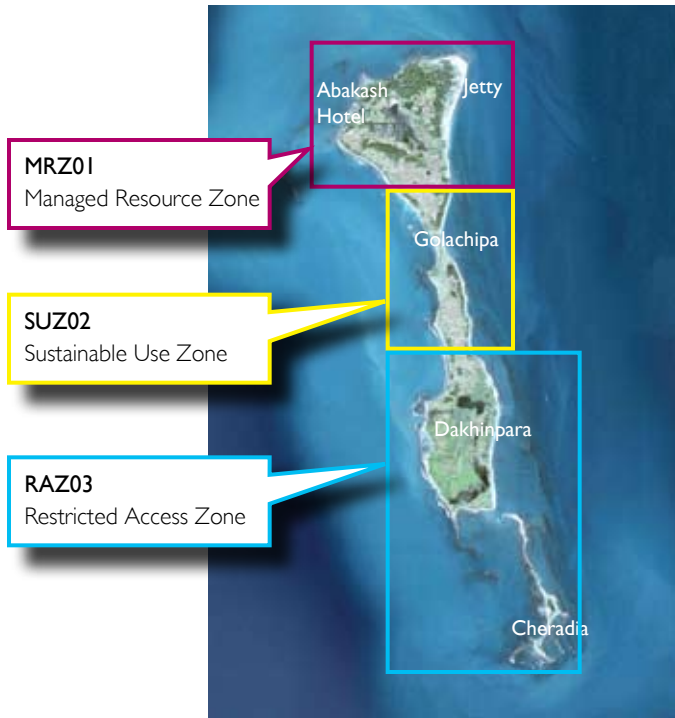 Abakash
Hotel
Jetty
MRZ01
Managed Resource Zone
Golachipa
SUZ02
Sustainable Use Zone
Dakhinpara
RAZ03
Restricted Access Zone
Cheradia